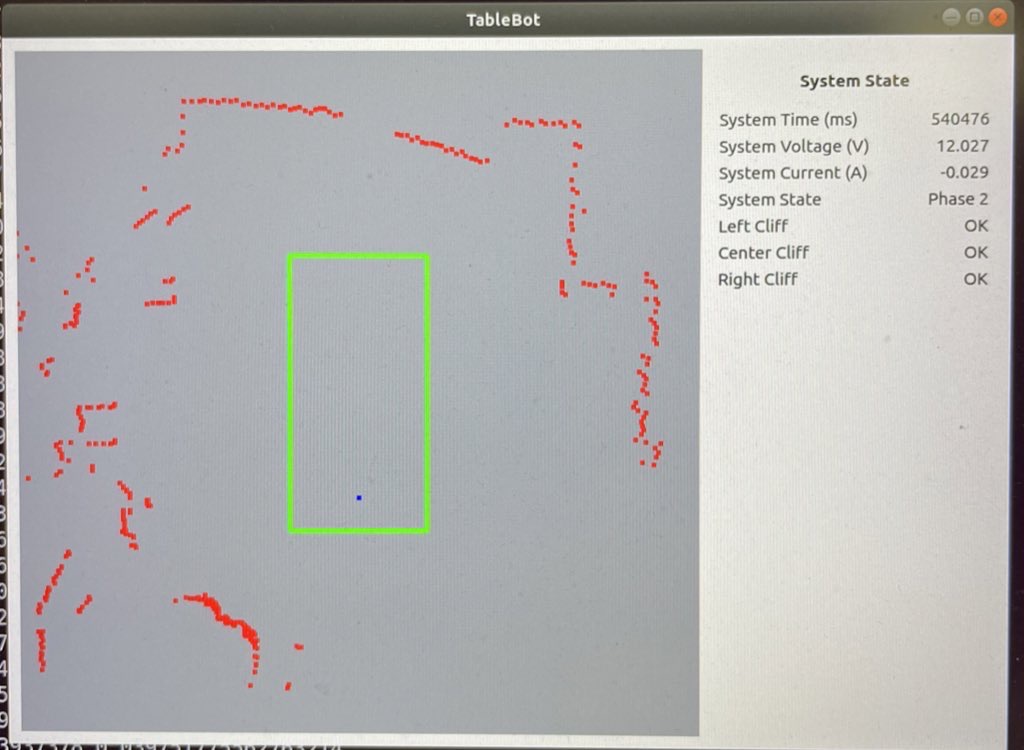 TableBot
System State
System Time (ms) 540476
System Voltage (V) 12.027
System Current (A) -0.029
System State Phase 2
Left Cliff OK
Center Cliff OK
Right Cliff OK